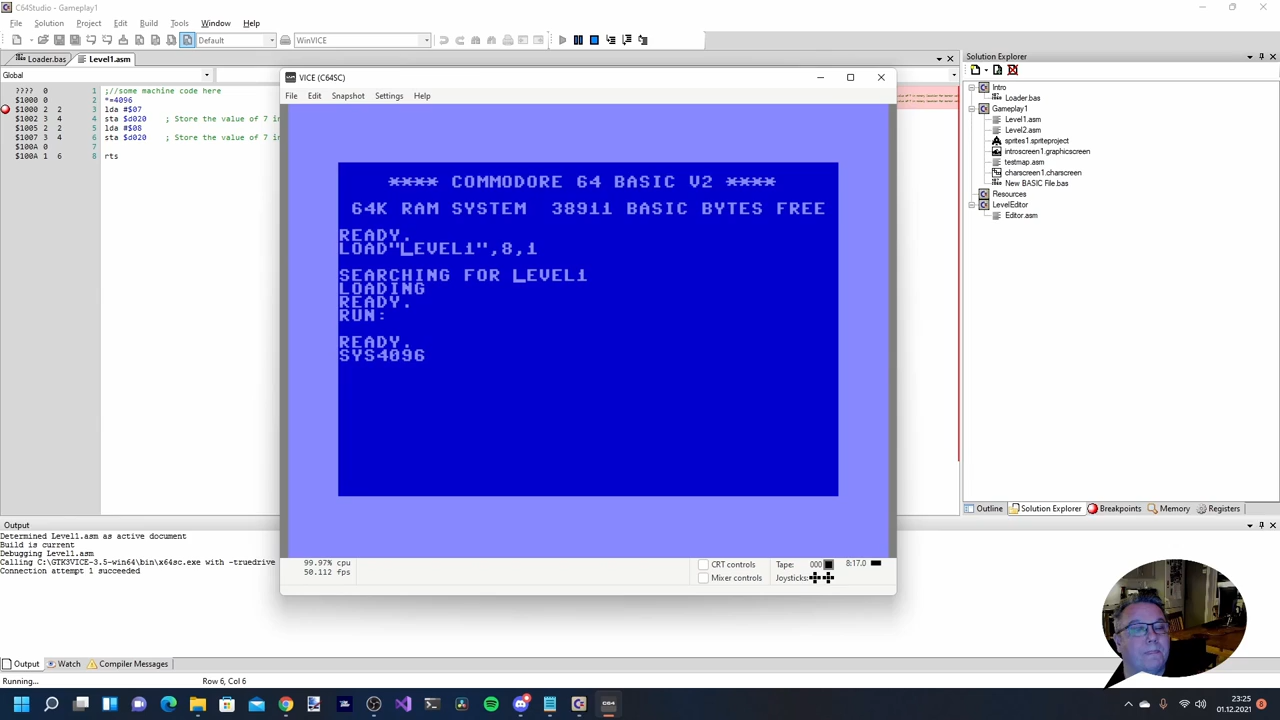 C64Studio - Gameplay1
File Solution Project Edit Build Tools Window Help
Default WinVICE
Loader.bas Level1.asm
Global
???? 0 1 ;//some machine code here
$1000 0 2 *=4096
$1000 2 2 3 lda #$07
$1002 3 4 4 sta $d020 ; Store the value of 7 i
$1005 2 2 5 lda #$08
$1007 3 4 6 sta $d020 ; Store the value of 7 i
$100A 0 7
$100A 1 6 8 rts
VICE (C64SC)
File Edit Snapshot Settings Help
**** COMMODORE 64 BASIC V2 ****
64K RAM SYSTEM 38911 BASIC BYTES FREE
READY.
LOAD"LEVEL1",8,1
SEARCHING FOR LEVEL1
LOADING
READY.
RUN:
READY.
SYS4096
99.97% cpu
50.112 fps
CRT controls
Mixer controls
Tape: 000
Joysticks:
8:17.0
Solution Explorer
Intro
Loader.bas
Gameplay1
Level1.asm
Level2.asm
sprites1.spriteproject
introscreen1.graphicscreen
testmap.asm
charscreen1.charscreen
New BASIC File.bas
Resources
LevelEditor
Editor.asm
Outline Solution Explorer Breakpoints Memory Registers
Output
Determined Level1.asm as active document
Build is current
Debugging Level1.asm
Calling C:\GTK3VICE-3.5-win64\bin\x64sc.exe with -truedrive
Connection attempt 1 succeeded
Output Watch Compiler Messages
Running... Row 6, Col 6
C64
23:25
01.12.2021